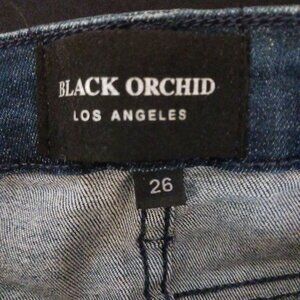 BLACK ORCHID
LOS ANGELES
26